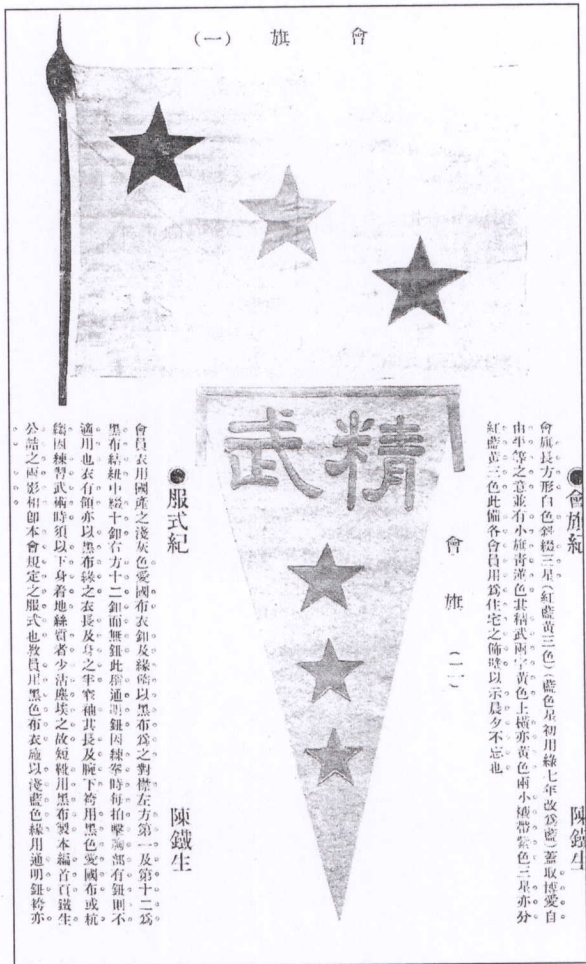 會旗(一)
●會旗紀 陳鐵生
會旗長方形白色斜綴三星(紅藍黃三色)(藍色星初用綠七年改爲藍)蓋取博愛自
由平等之意並有小旗青蓮色其精武兩字黃色上橫亦黃色兩小橫帶紫色三星亦分
紅藍黃三色此備各會員用爲住宅之飾壁以示晨夕不忘也
會旗(二)
精武
●服式紀 陳鐵生
會員衣用國產之淺灰色愛國布衣鈕及緣 以黑布爲之對襟左方第一及第十二爲
黑布結紐中綴十鈕右方十二鈕而無鈕此 通明鈕因練拳時每拍擊胸部有鈕則不
適用也衣有領亦以黑布緣之衣長及身之半窄袖其長及腕下袴用黑色愛國布或杭
縐因練習武術時須以下身着地絲質者少沾塵埃之故短靴用黑布製本編首頁鐵生
公喆之兩影相卽本會規定之服式也敎員用黑色布衣施以淺藍色緣用通明鈕袴亦